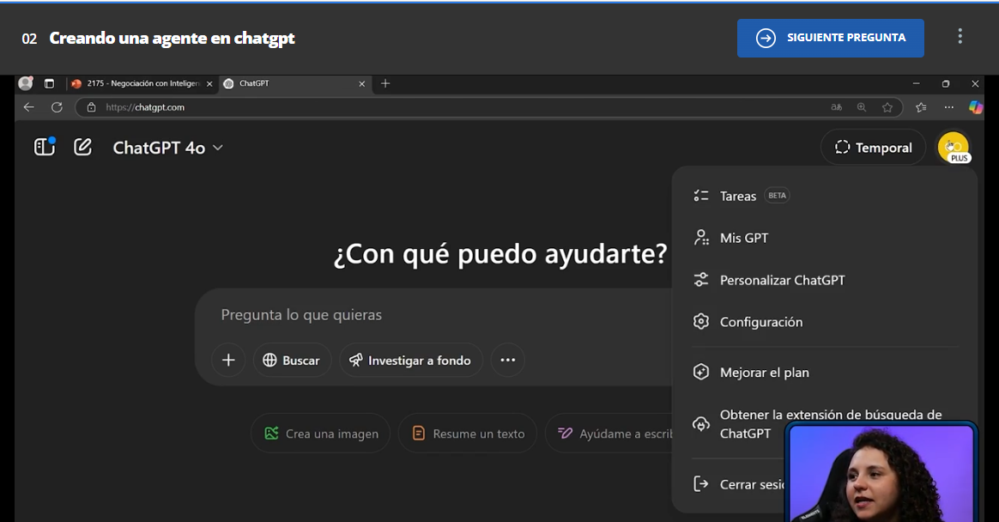 02 Creando una agente en chatgpt
SIGUIENTE PREGUNTA
2175 - Negociación con Inteligen
ChatGPT
https://chatgpt.com
ChatGPT 4o
Temporal
PLUS
Tareas BETA
Mis GPT
Personalizar ChatGPT
Configuración
Mejorar el plan
Obtener la extensión de búsqueda de
ChatGPT
Cerrar sesi
¿Con qué puedo ayudarte?
Pregunta lo que quieras
Buscar
Investigar a fondo
Crea una imagen
Resume un texto
Ayúdame a escrib